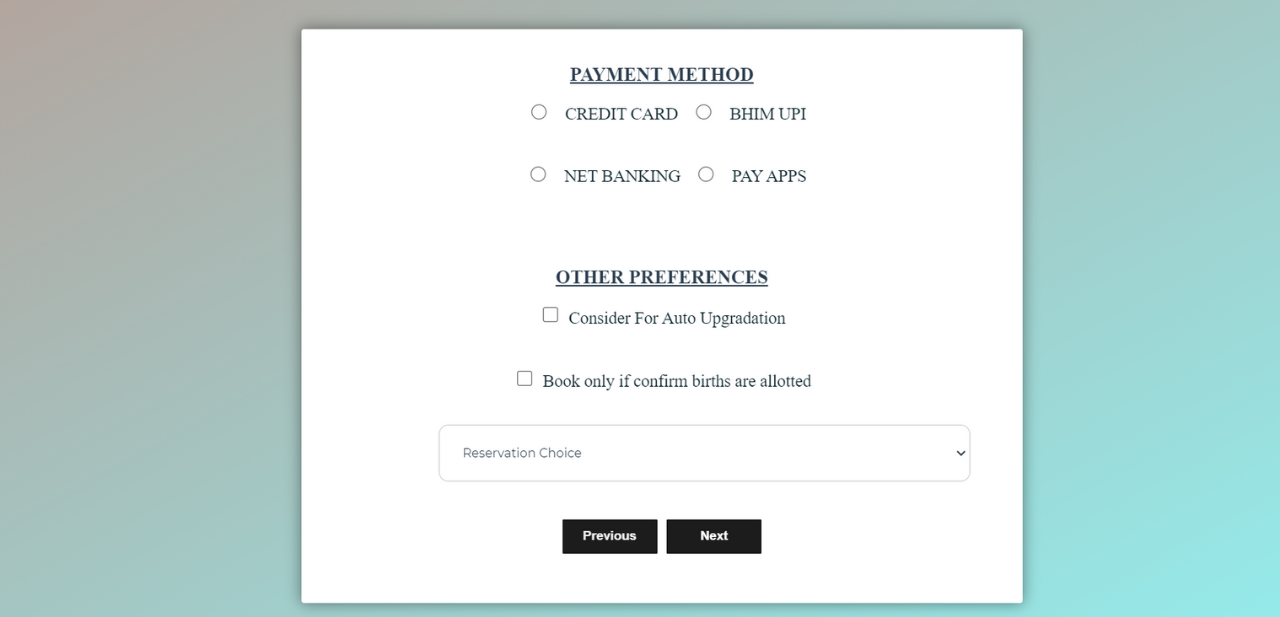 PAYMENT METHOD
CREDIT CARD BHIM UPI
NET BANKING PAY APPS
OTHER PREFERENCES
Consider For Auto Upgradation
Book only if confirm births are allotted
Reservation Choice
Previous Next